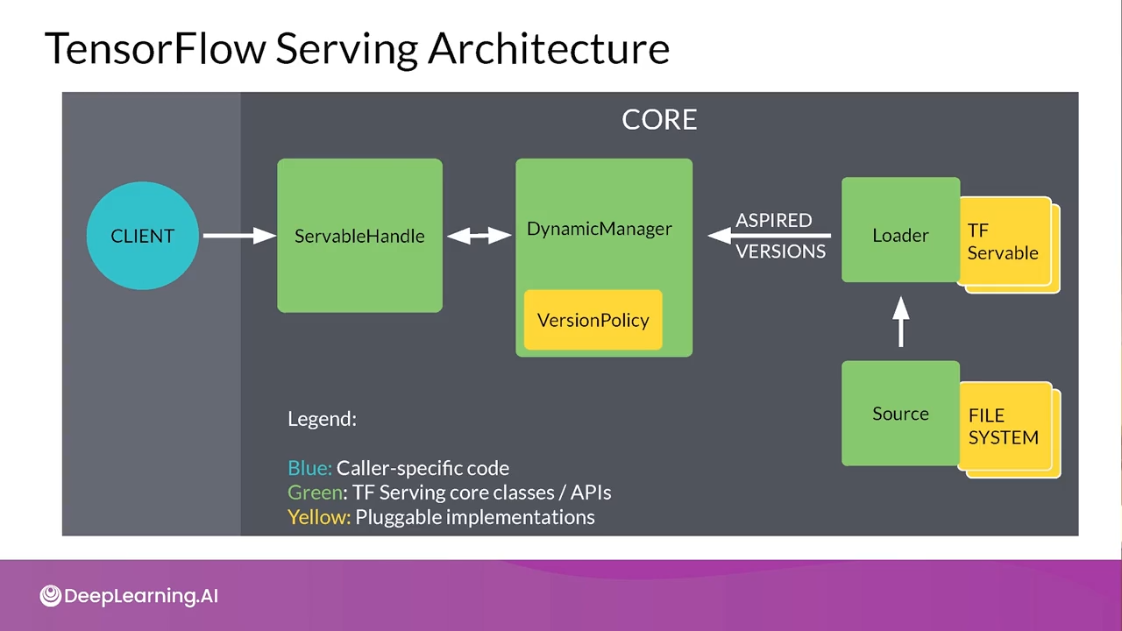 TensorFlow Serving Architecture
CORE
CLIENT
ServableHandle
DynamicManager
VersionPolicy
ASPIRED
VERSIONS
Loader
TF
Servable
Source
FILE
SYSTEM
Legend:
Blue: Caller-specific code
Green: TF Serving core classes / APIs
Yellow: Pluggable implementations
DeepLearning.AI